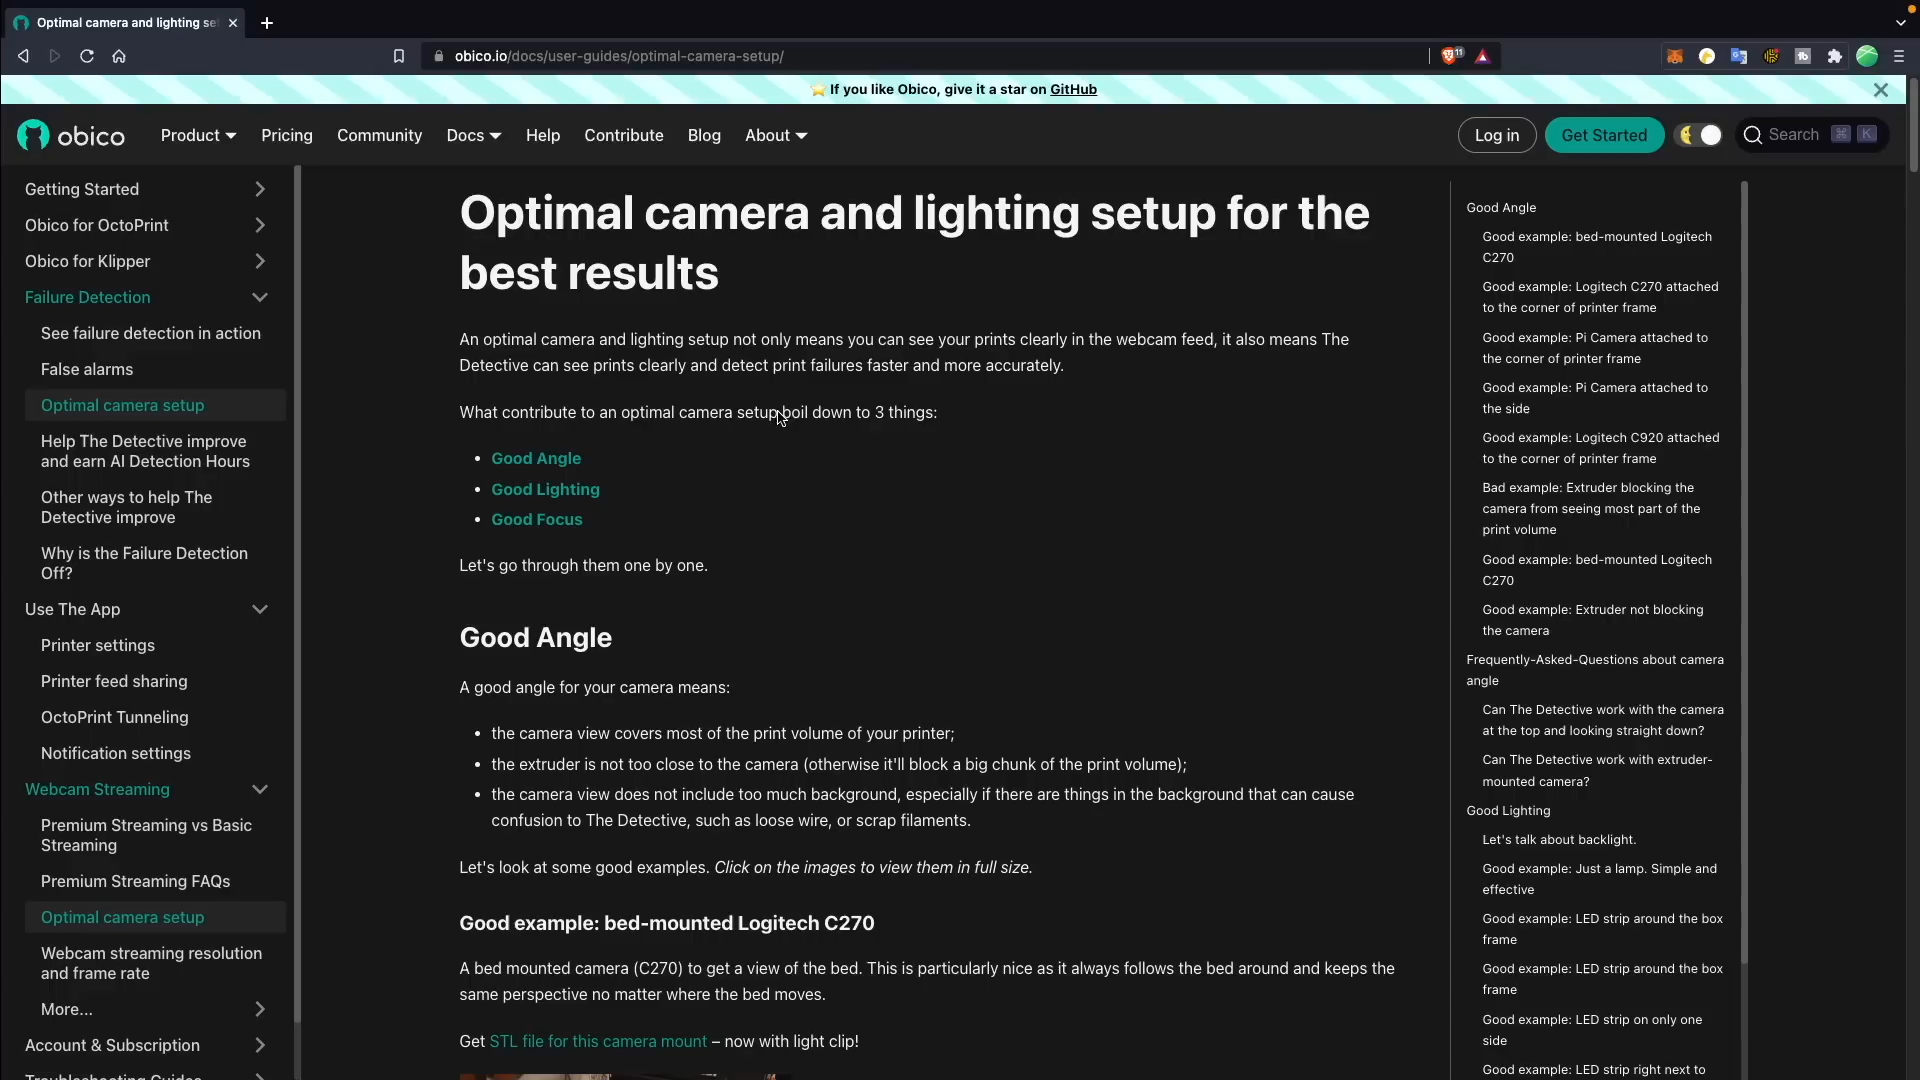 Optimal camera and lighting se
obico.io/docs/user-guides/optimal-camera-setup/
11
If you like Obico, give it a star on GitHub
obico
Product
Pricing
Community
Docs
Help
Contribute
Blog
About
Log in
Get Started
Search ⌘ K
Getting Started
Obico for OctoPrint
Obico for Klipper
Failure Detection
See failure detection in action
False alarms
Optimal camera setup
Help The Detective improve
and earn AI Detection Hours
Other ways to help The
Detective improve
Why is the Failure Detection
Off?
Use The App
Printer settings
Printer feed sharing
OctoPrint Tunneling
Notification settings
Webcam Streaming
Premium Streaming vs Basic
Streaming
Premium Streaming FAQs
Optimal camera setup
Webcam streaming resolution
and frame rate
More...
Account & Subscription
Troubleshooting Guides
Optimal camera and lighting setup for the
best results
An optimal camera and lighting setup not only means you can see your prints clearly in the webcam feed, it also means The
Detective can see prints clearly and detect print failures faster and more accurately.
What contribute to an optimal camera setup boil down to 3 things:
• Good Angle
• Good Lighting
• Good Focus
Let's go through them one by one.
Good Angle
A good angle for your camera means:
• the camera view covers most of the print volume of your printer;
• the extruder is not too close to the camera (otherwise it'll block a big chunk of the print volume);
• the camera view does not include too much background, especially if there are things in the background that can cause
confusion to The Detective, such as loose wire, or scrap filaments.
Let's look at some good examples. Click on the images to view them in full size.
Good example: bed-mounted Logitech C270
A bed mounted camera (C270) to get a view of the bed. This is particularly nice as it always follows the bed around and keeps the
same perspective no matter where the bed moves.
Get STL file for this camera mount – now with light clip!
Good Angle
Good example: bed-mounted Logitech
C270
Good example: Logitech C270 attached
to the corner of printer frame
Good example: Pi Camera attached to
the corner of printer frame
Good example: Pi Camera attached to
the side
Good example: Logitech C920 attached
to the corner of printer frame
Bad example: Extruder blocking the
camera from seeing most part of the
print volume
Good example: bed-mounted Logitech
C270
Good example: Extruder not blocking
the camera
Frequently-Asked-Questions about camera
angle
Can The Detective work with the camera
at the top and looking straight down?
Can The Detective work with extruder-
mounted camera?
Good Lighting
Let's talk about backlight.
Good example: Just a lamp. Simple and
effective
Good example: LED strip around the box
frame
Good example: LED strip around the box
frame
Good example: LED strip on only one
side
Good example: LED strip right next to